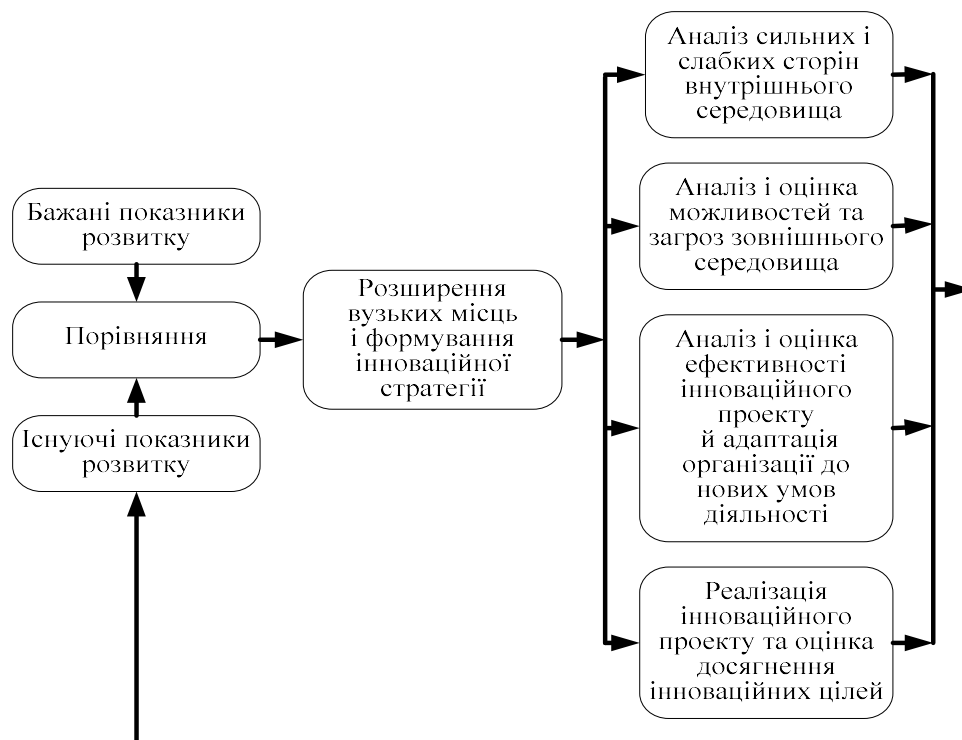 Бажані показники
розвитку
Порівняння
Існуючі показники
розвитку
Розширення
вузьких місць
і формування
інноваційної
стратегії
Аналіз сильних і
слабких сторін
внутрішнього
середовища
Аналіз і оцінка
можливостей та
загроз зовнішнього
середовища
Аналіз і оцінка
ефективності
інноваційного
проекту
й адаптація
організації до
нових умов
діяльності
Реалізація
інноваційного
проекту та оцінка
досягнення
інноваційних цілей